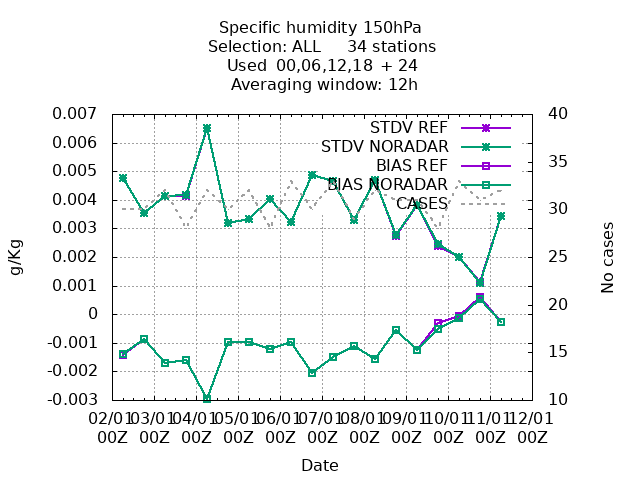 Specific humidity 150hPa
Selection: ALL 34 stations
Used 00,06,12,18 + 24
Averaging window: 12h
0.007
0.006
0.005
0.004
0.003
0.002
0.001
0
-0.001
-0.002
-0.003
g/Kg
40
35
30
25
20
15
10
No cases
STDV REF
STDV NORADAR
BIAS REF
BIAS NORADAR
CASES
02/01 03/01 04/01 05/01 06/01 07/01 08/01 09/01 10/01 11/01 12/01
00Z 00Z 00Z 00Z 00Z 00Z 00Z 00Z 00Z 00Z 00Z
Date